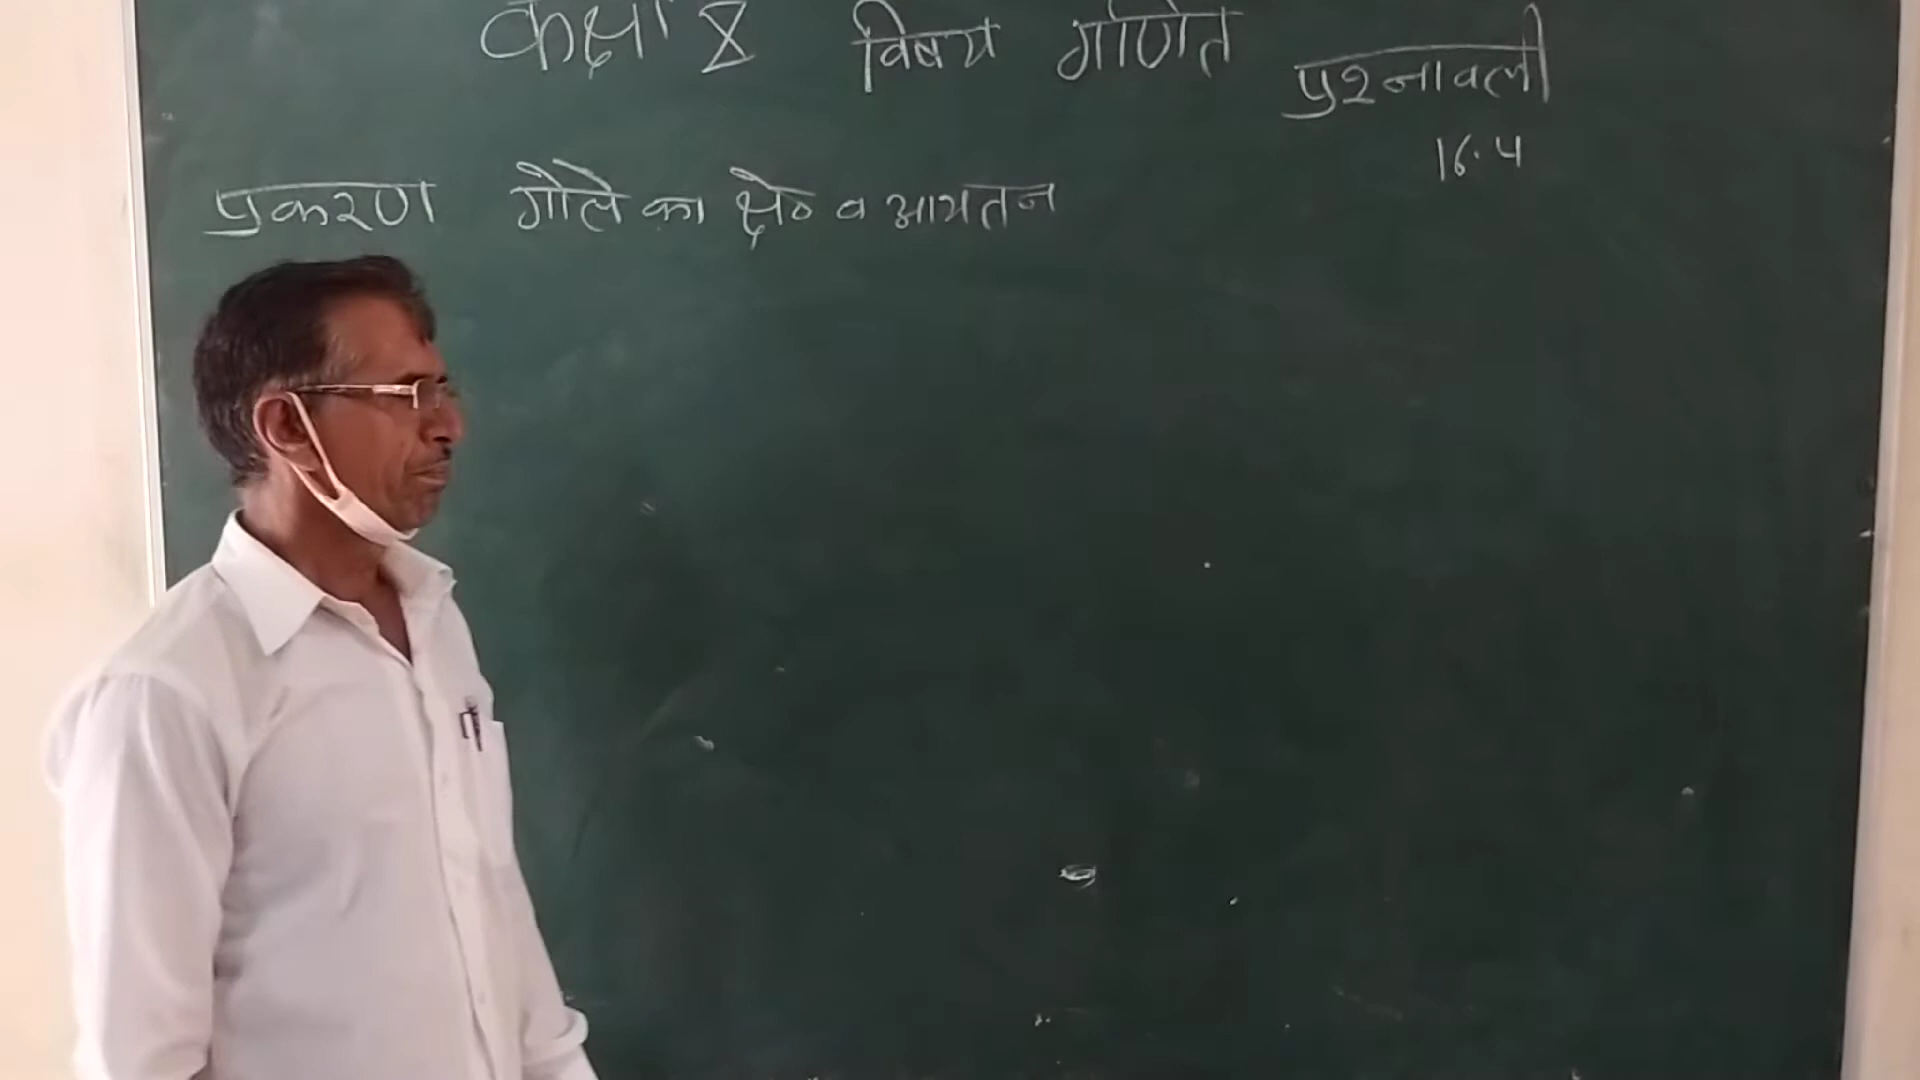 कक्षा 8 विषय गणित
प्रश्नावली
16.4
प्रकरण गोले का क्षे० व आयतन